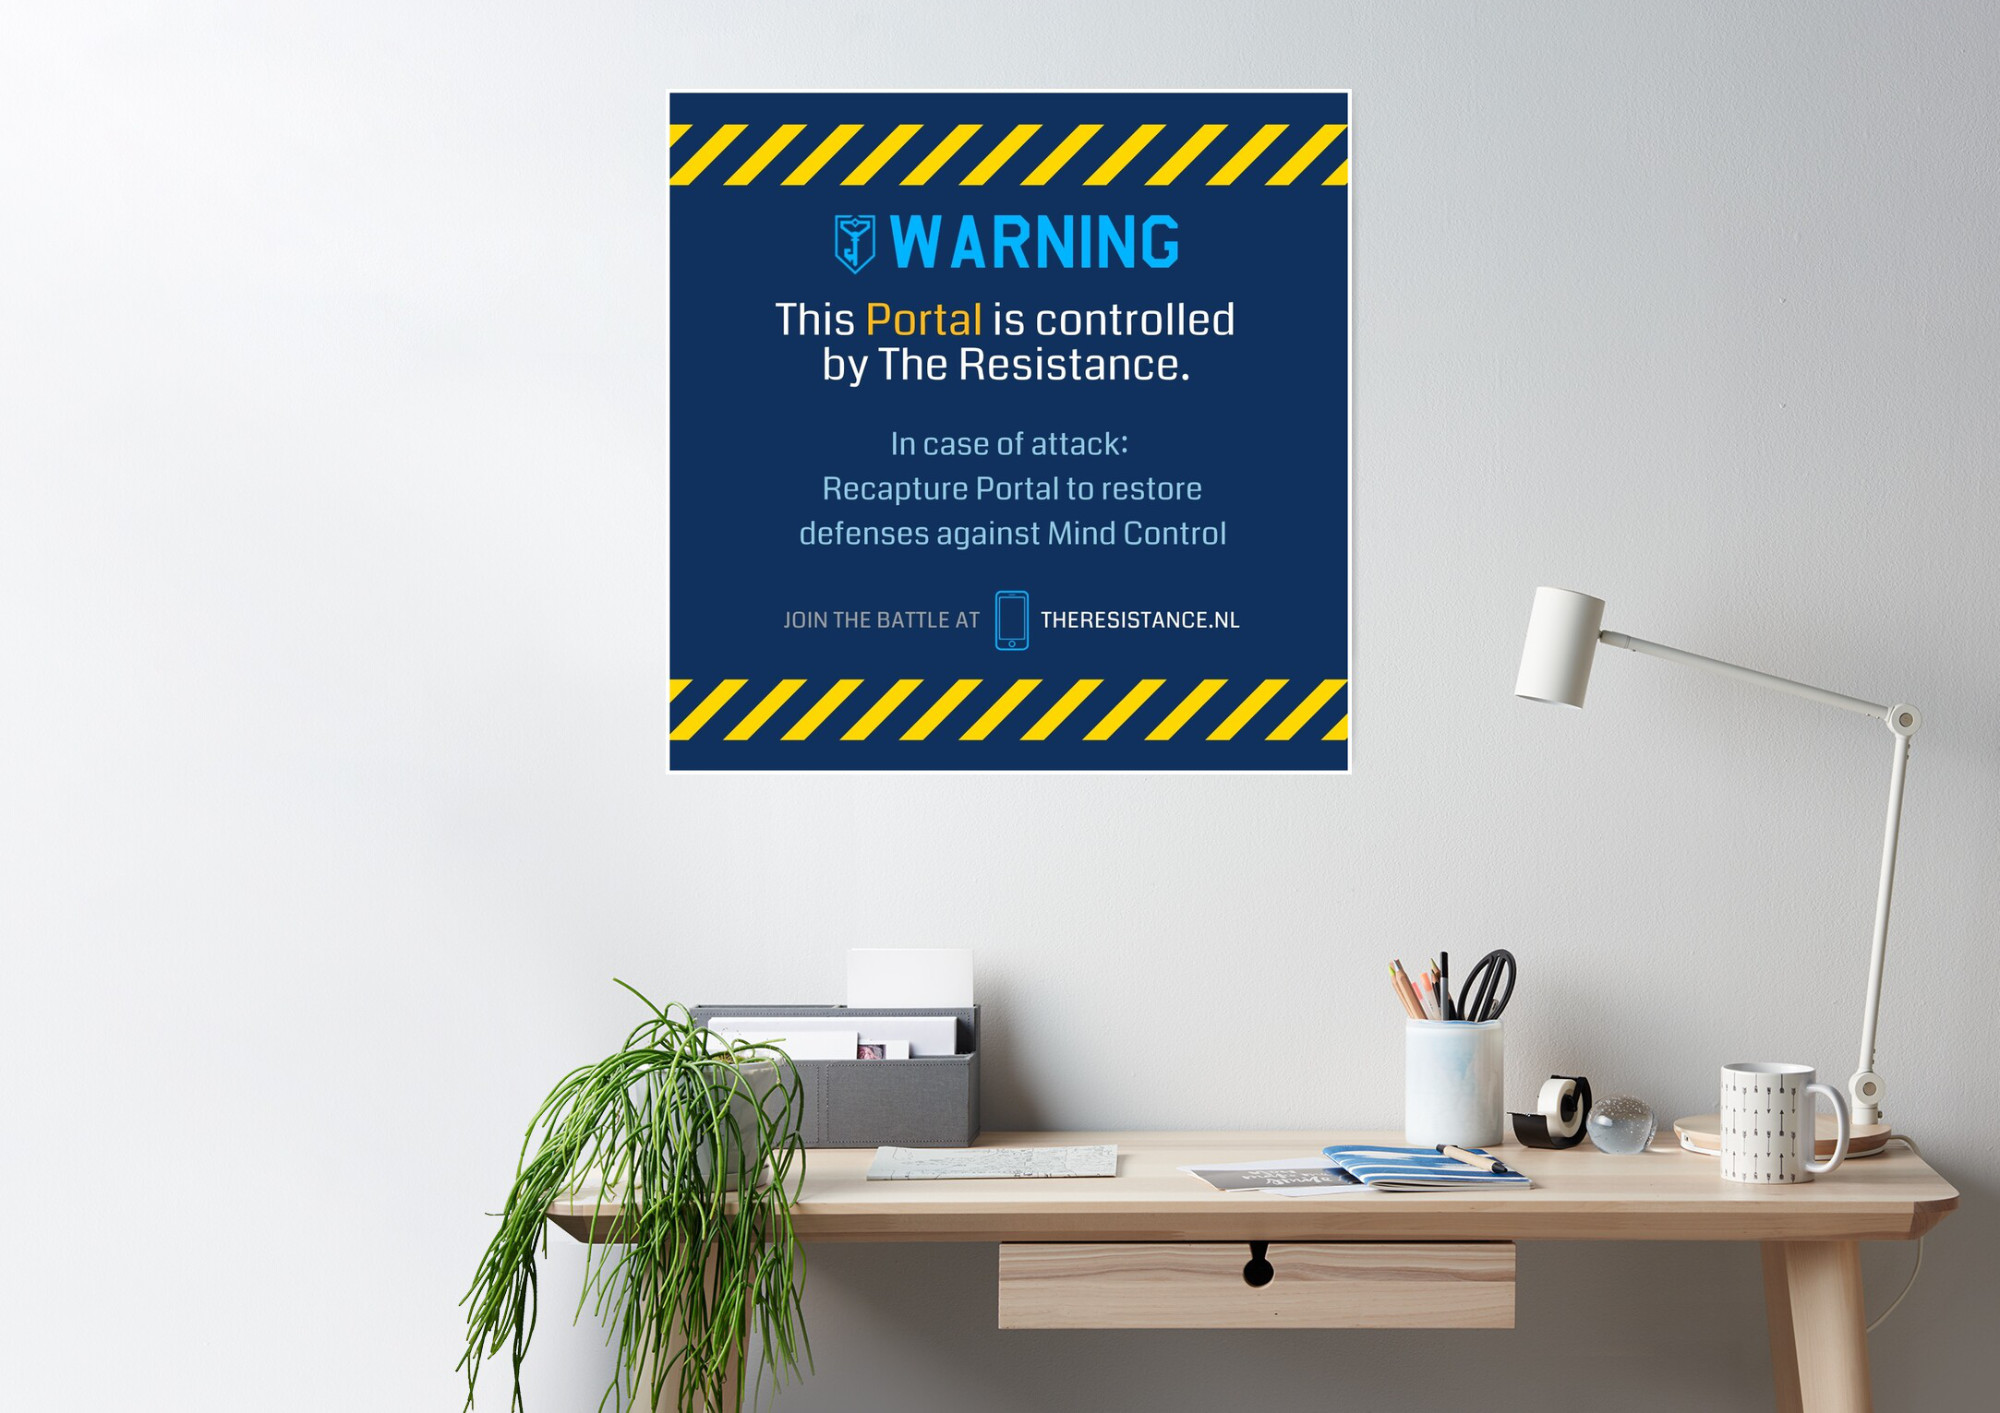 WARNING
This Portal is controlled
by The Resistance.
In case of attack:
Recapture Portal to restore
defenses against Mind Control
JOIN THE BATTLE AT THERESISTANCE.NL